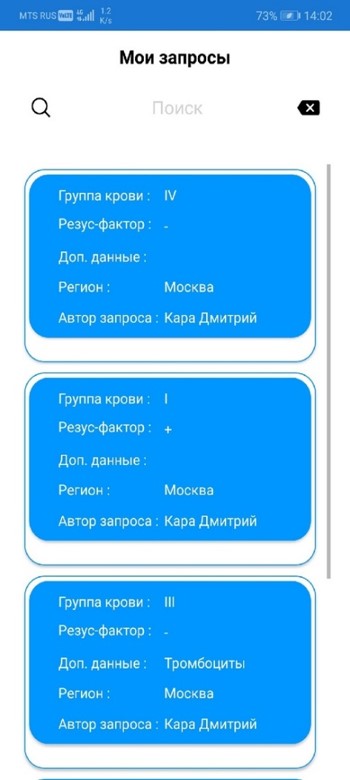 MTS RUS VoLTE 4G 1.2 K/s 73% 14:02
Мои запросы
Поиск
Группа крови : IV
Резус-фактор : -
Доп. данные :
Регион : Москва
Автор запроса : Кара Дмитрий
Группа крови : I
Резус-фактор : +
Доп. данные :
Регион : Москва
Автор запроса : Кара Дмитрий
Группа крови : III
Резус-фактор : -
Доп. данные : Тромбоциты
Регион : Москва
Автор запроса : Кара Дмитрий